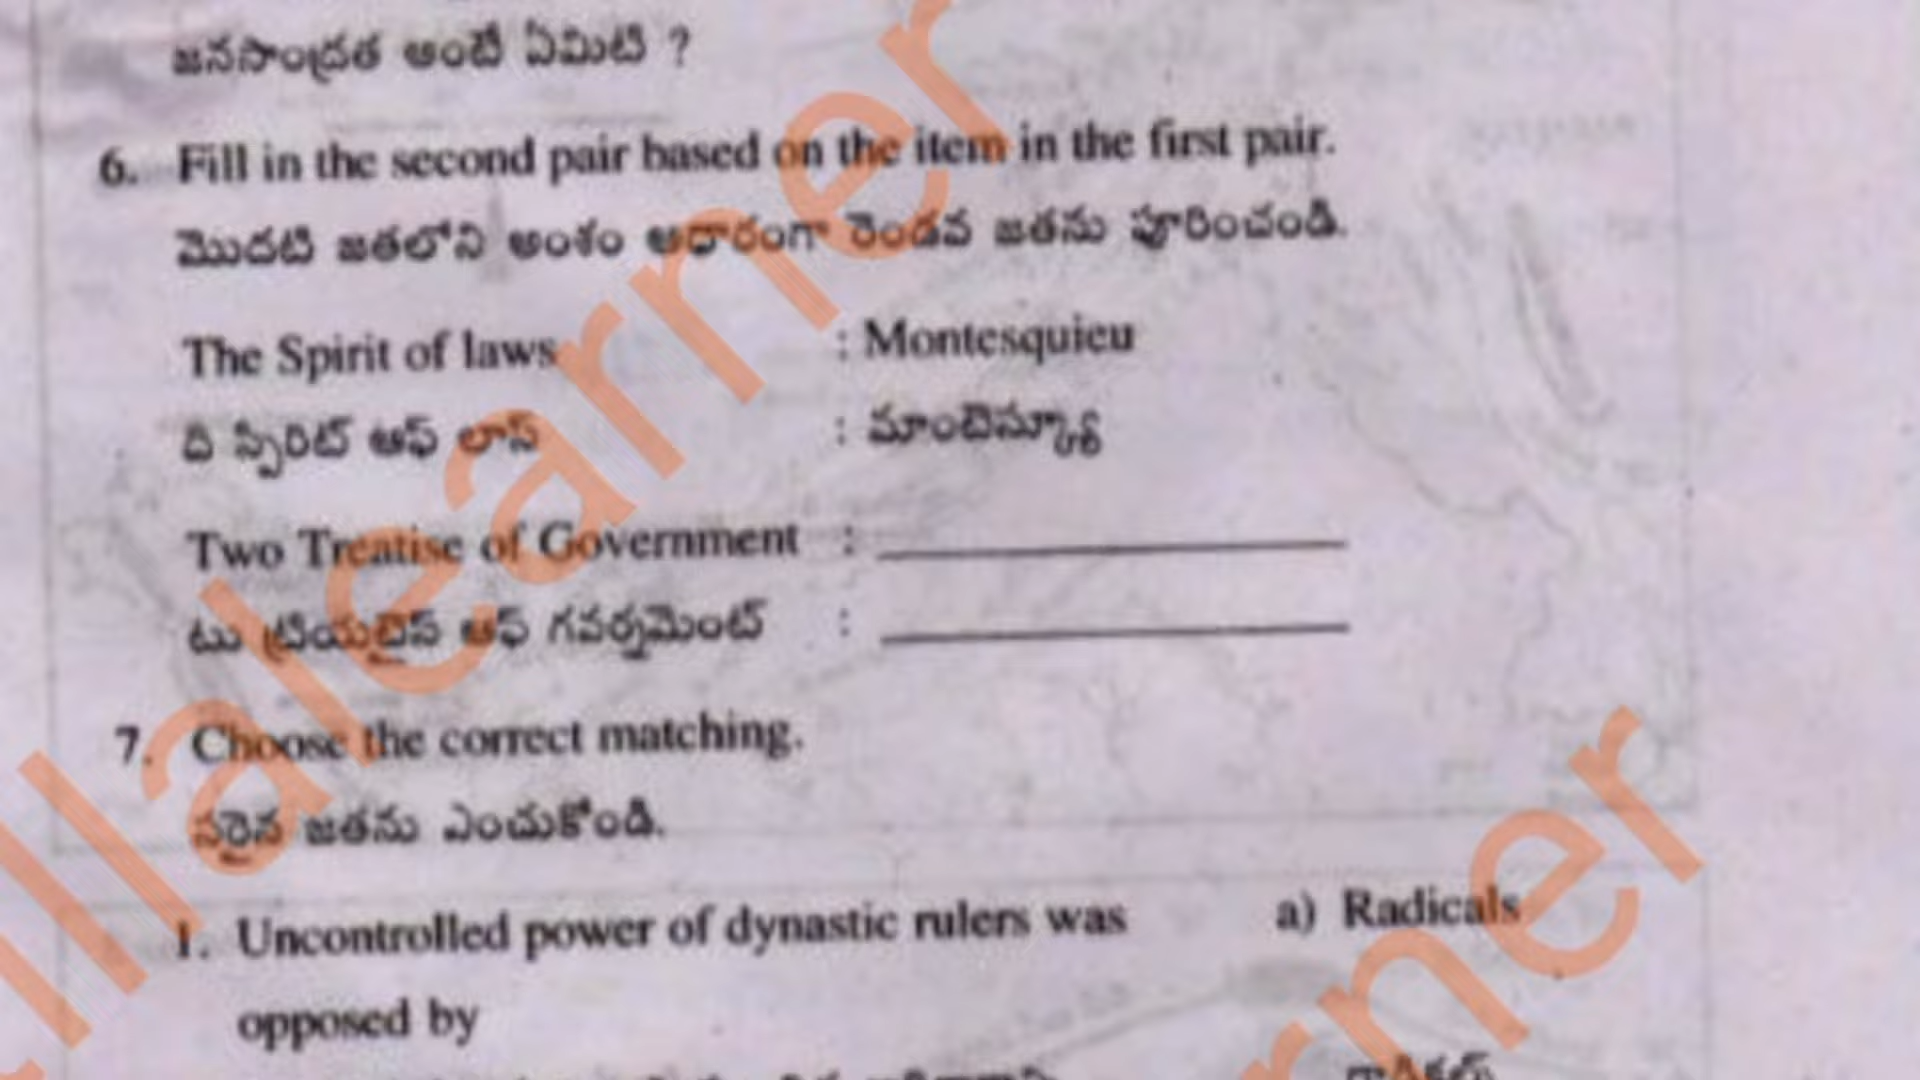 జనసాంద్రత అంటే ఏమిటి ?
6. Fill in the second pair based on the item in the first pair.
మొదటి జతలోని అంశం ఆధారంగా రెండవ జతను పూరించండి.
The Spirit of laws : Montesquieu
ది స్పిరిట్ ఆఫ్ లాస్ : మాంటెస్క్యూ
Two Treatise of Government : 
టు ట్రియటైస్ ఆఫ్ గవర్నమెంట్ : 
7. Choose the correct matching.
సరైన జతను ఎంచుకోండి.
1. Uncontrolled power of dynastic rulers was a) Radicals
opposed by